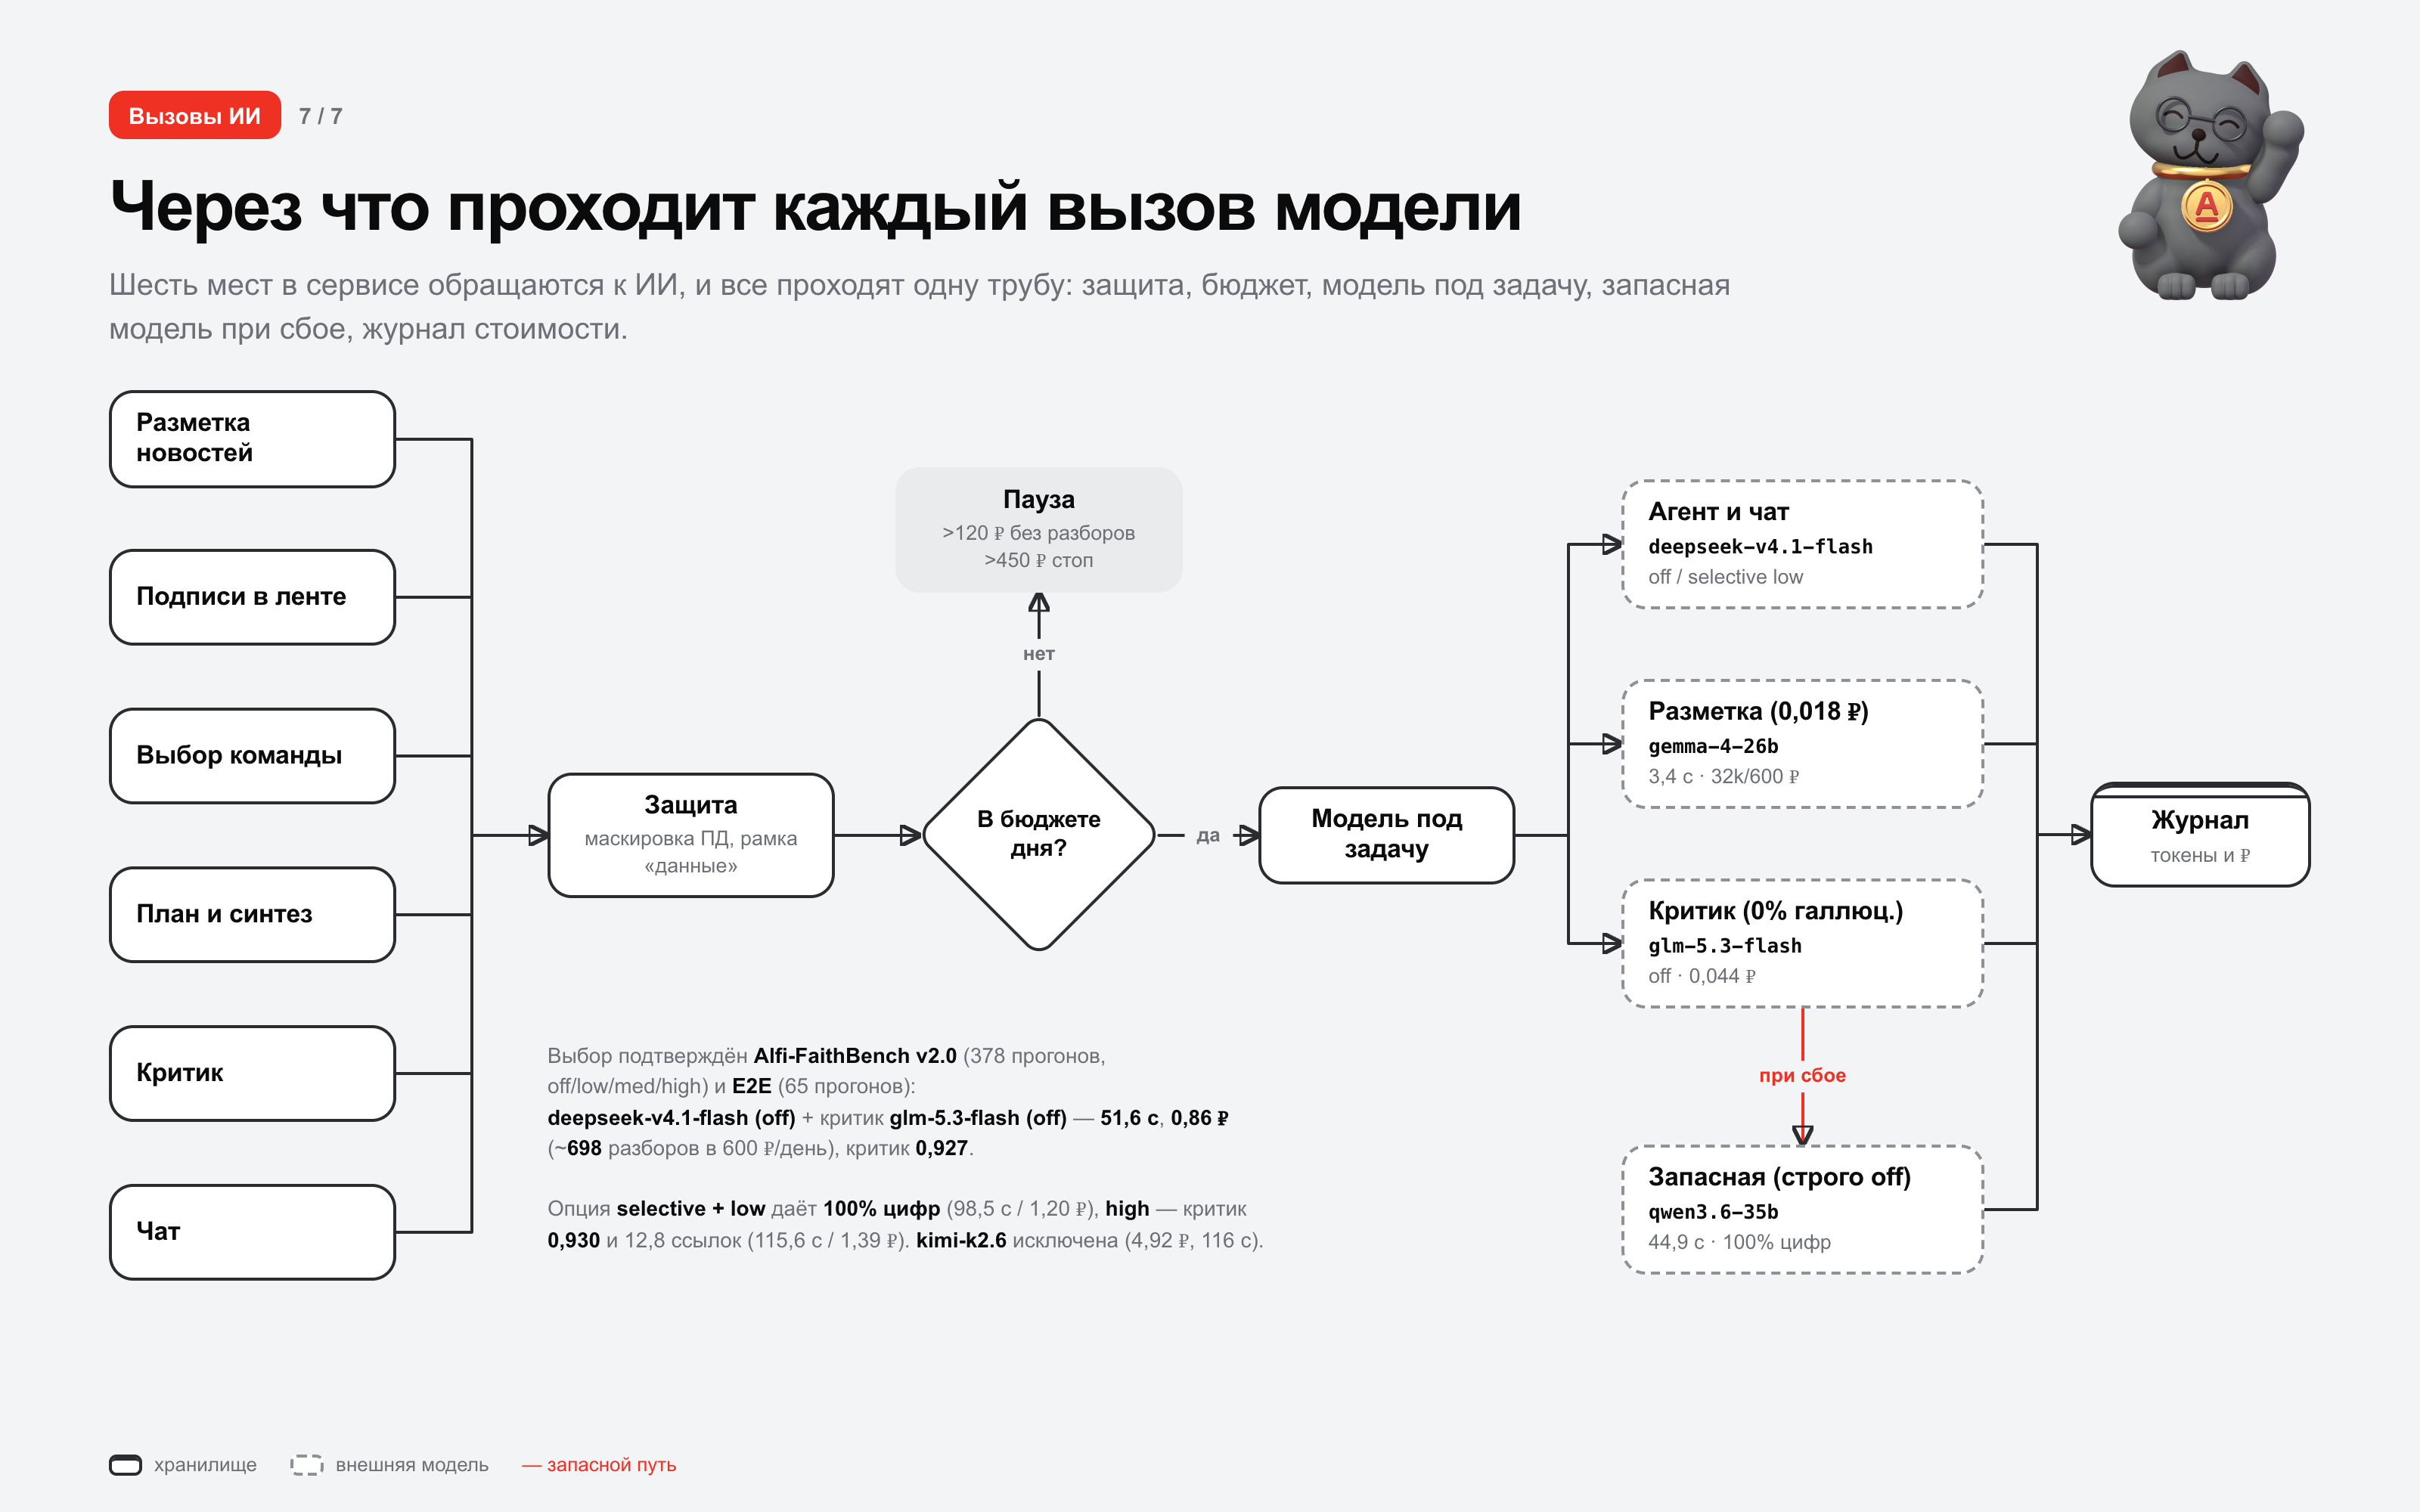 Вызовы ИИ 7 / 7
Через что проходит каждый вызов модели
Шесть мест в сервисе обращаются к ИИ, и все проходят одну трубу: защита, бюджет, модель под задачу, запасная
модель при сбое, журнал стоимости.
Разметка
новостей
Подписи в ленте
Выбор команды
План и синтез
Критик
Чат
Защита
маскировка ПД, рамка
«данные»
Пауза
>120 ₽ без разборов
>450 ₽ стоп
нет
В бюджете
дня?
да
Модель под
задачу
Агент и чат
deepseek-v4.1-flash
off / selective low
Разметка (0,018 ₽)
gemma-4-26b
3,4 с · 32k/600 ₽
Критик (0% галлюц.)
glm-5.3-flash
off · 0,044 ₽
при сбое
Запасная (строго off)
qwen3.6-35b
44,9 с · 100% цифр
Журнал
токены и ₽
Выбор подтверждён Alfi-FaithBench v2.0 (378 прогонов,
off/low/med/high) и E2E (65 прогонов):
deepseek-v4.1-flash (off) + критик glm-5.3-flash (off) — 51,6 с, 0,86 ₽
(~698 разборов в 600 ₽/день), критик 0,927.
Опция selective + low даёт 100% цифр (98,5 с / 1,20 ₽), high — критик
0,930 и 12,8 ссылок (115,6 с / 1,39 ₽). kimi-k2.6 исключена (4,92 ₽, 116 с).
хранилище
внешняя модель
— запасной путь
A